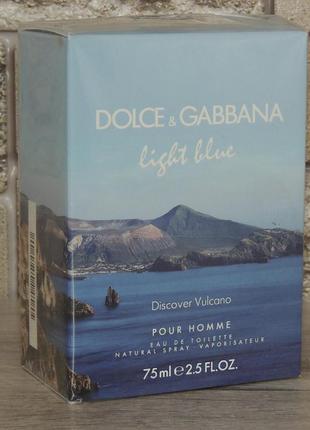 DOLCE & GABBANA
light blue
Discover Vulcano
POUR HOMME
EAU DE TOILETTE
NATURAL SPRAY VAPORISATEUR
75ml e 2.5 FL.OZ.